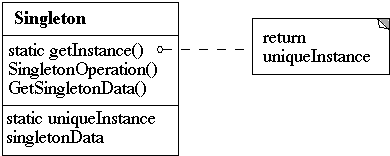 Singleton
static getInstance()
SingletonOperation()
GetSingletonData()
static uniqueInstance
singletonData
return
uniqueInstance